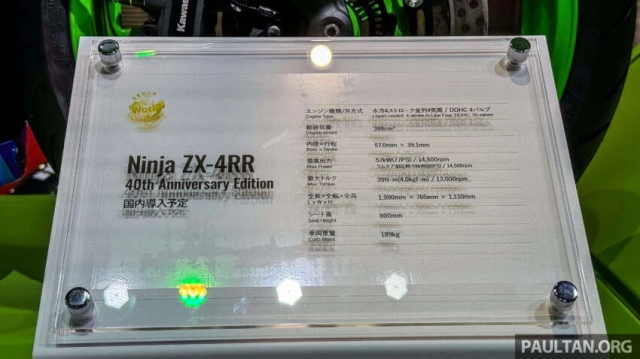 Kawasaki
World
Ninja ZX-4RR
40th Anniversary Edition
国内導入予定
エンジン種類/弁方式 水冷4ストローク並列4気筒 / DOHC 4バルブ
Engine Type Liquid cooled, 4-stroke In-Line Four, DOHC, 16 valves
総排気量 399cm³
Displacement
内径×行程 57.0mm × 39.1mm
Bore x Stroke
最高出力 14,500rpm
Max. Power 14,500rpm
最大トルク 39N・m(4.0kgf・m) / 13,000rpm
Max. Torque
全長×全幅×全高 1,990mm × 765mm × 1,110mm
L x W x H
シート高 800mm
Seat Height
車両重量 189kg
Curb Mass
PAULTAN.ORG